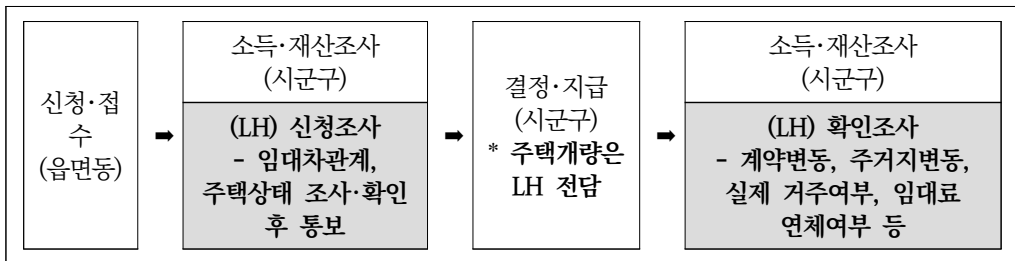 신청·접
수
(읍면동)
➡
소득·재산조사
(시군구)
(LH) 신청조사
- 임대차관계,
주택상태 조사·확인
후 통보
➡
결정·지급
(시군구)
* 주택개량은
LH 전담
➡
소득·재산조사
(시군구)
(LH) 확인조사
- 계약변동, 주거지변동,
실제 거주여부, 임대료
연체여부 등